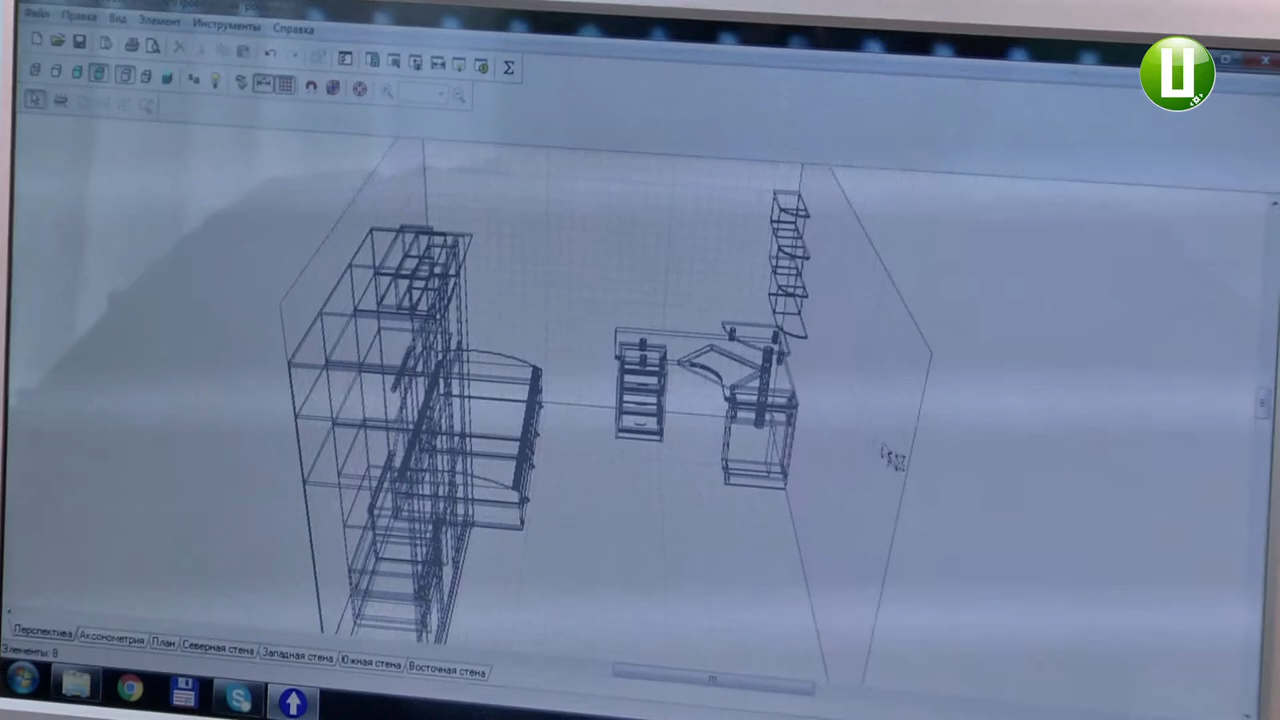 Файл Правка Вид Элемент Инструменты Справка
Σ
Ц
Перспектива Аксонометрия План Северная стена Западная стена Южная стена Восточная стена
Элементы: 8